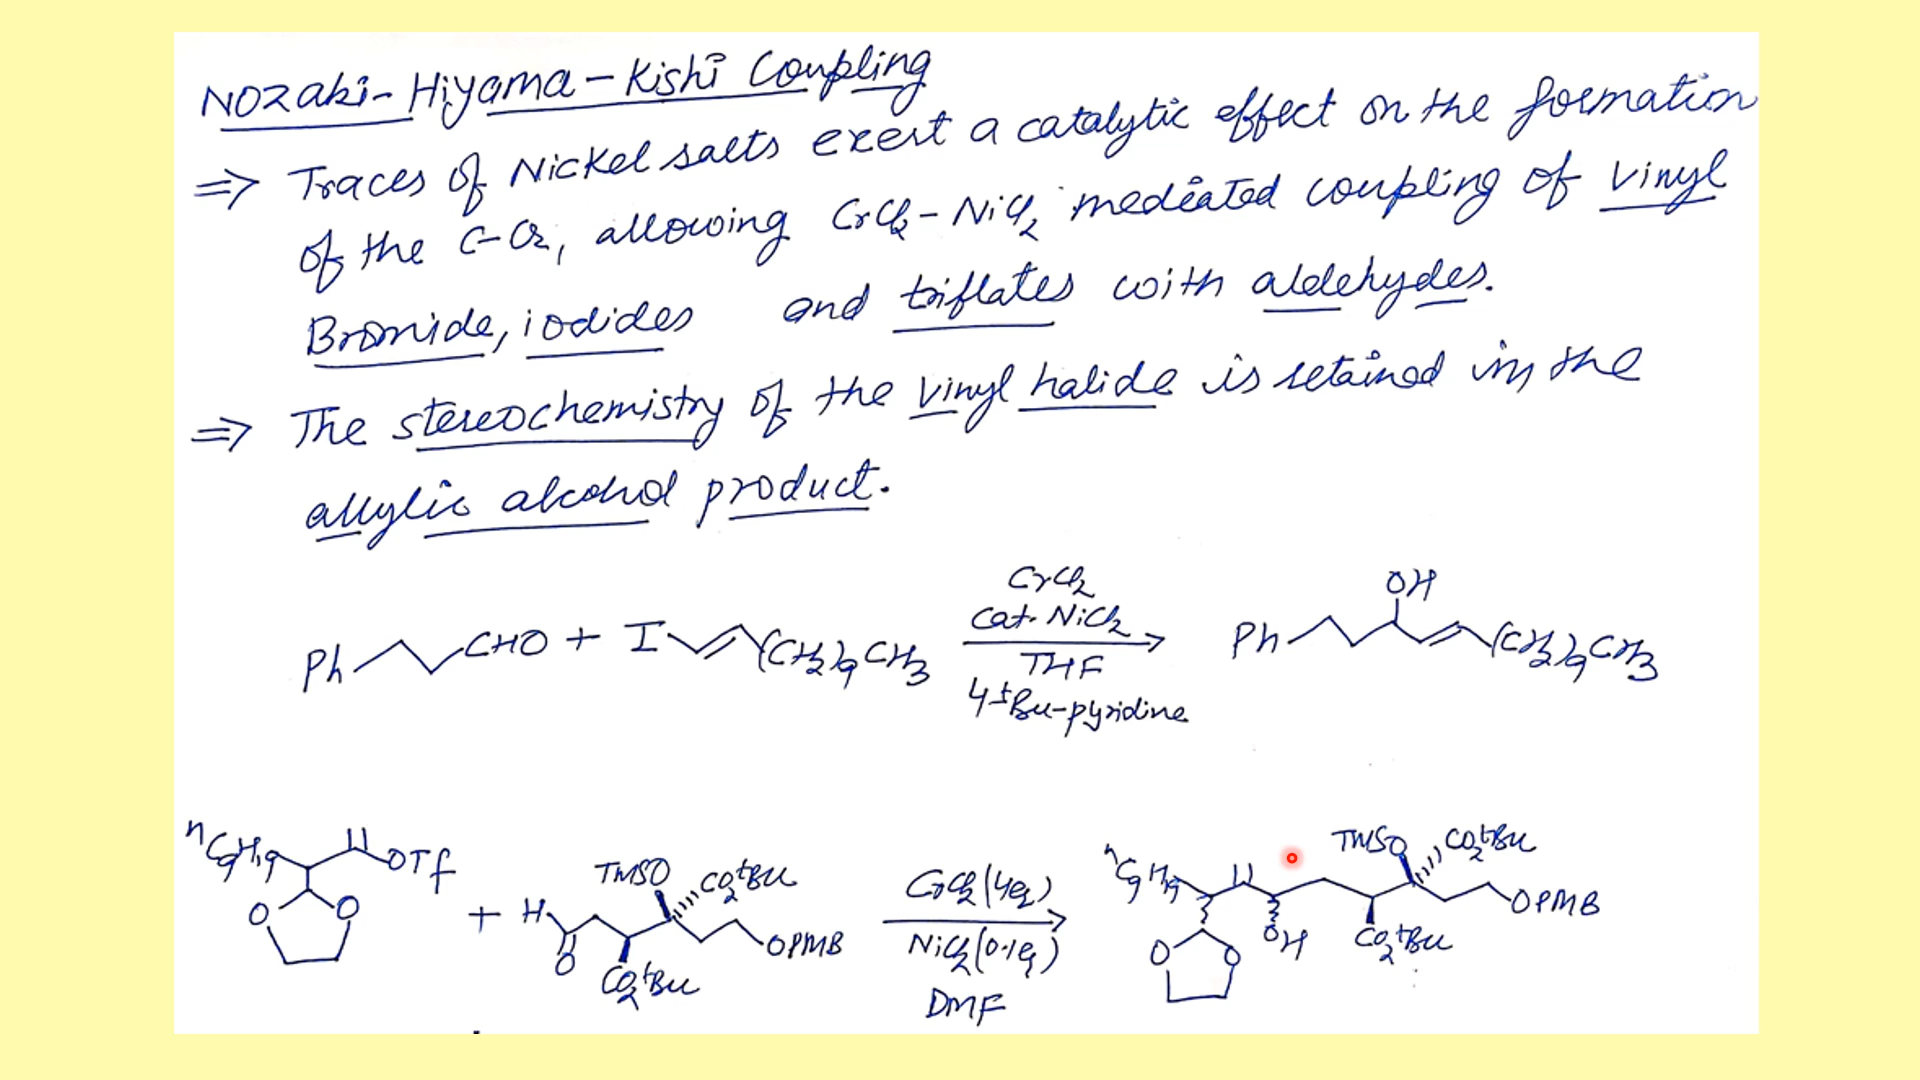 Nozaki-Hiyama-Kishi Coupling
⇒ Traces of Nickel salts exert a catalytic effect on the formation
of the C-Cr, allowing CrCl2-NiCl2 mediated coupling of vinyl
Bromide, iodides and triflates with aldehydes.
⇒ The stereochemistry of the vinyl halide is retained in the
allylic alcohol product.
CrCl2
OH
Ph CHO + I (CH2)9CH3 cat. NiCl2 Ph (CH2)9CH3
THF
4-tBu-pyridine
nC9H19 OTf TMSO CO2tBu CrCl2 (4eq) nC9H19 TMSO CO2tBu
O O + H OPMB NiCl2 (0.1eq) OH CO2tBu OPMB
O CO2tBu DMF O O